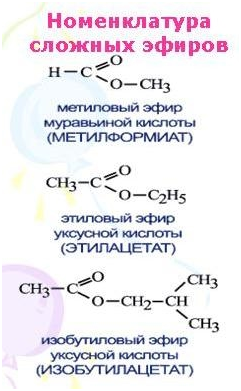 Номенклатура
сложных эфиров
H — C
O
O — CH₃
метиловый эфир
муравьиной кислоты
(МЕТИЛФОРМИАТ)
CH₃ — C
O
O — C₂H₅
этиловый эфир
уксусной кислоты
(ЭТИЛАЦЕТАТ)
CH₃ — C
O
O — CH₂ — CH
CH₃
CH₃
изобутиловый эфир
уксусной кислоты
(ИЗОБУТИЛАЦЕТАТ)